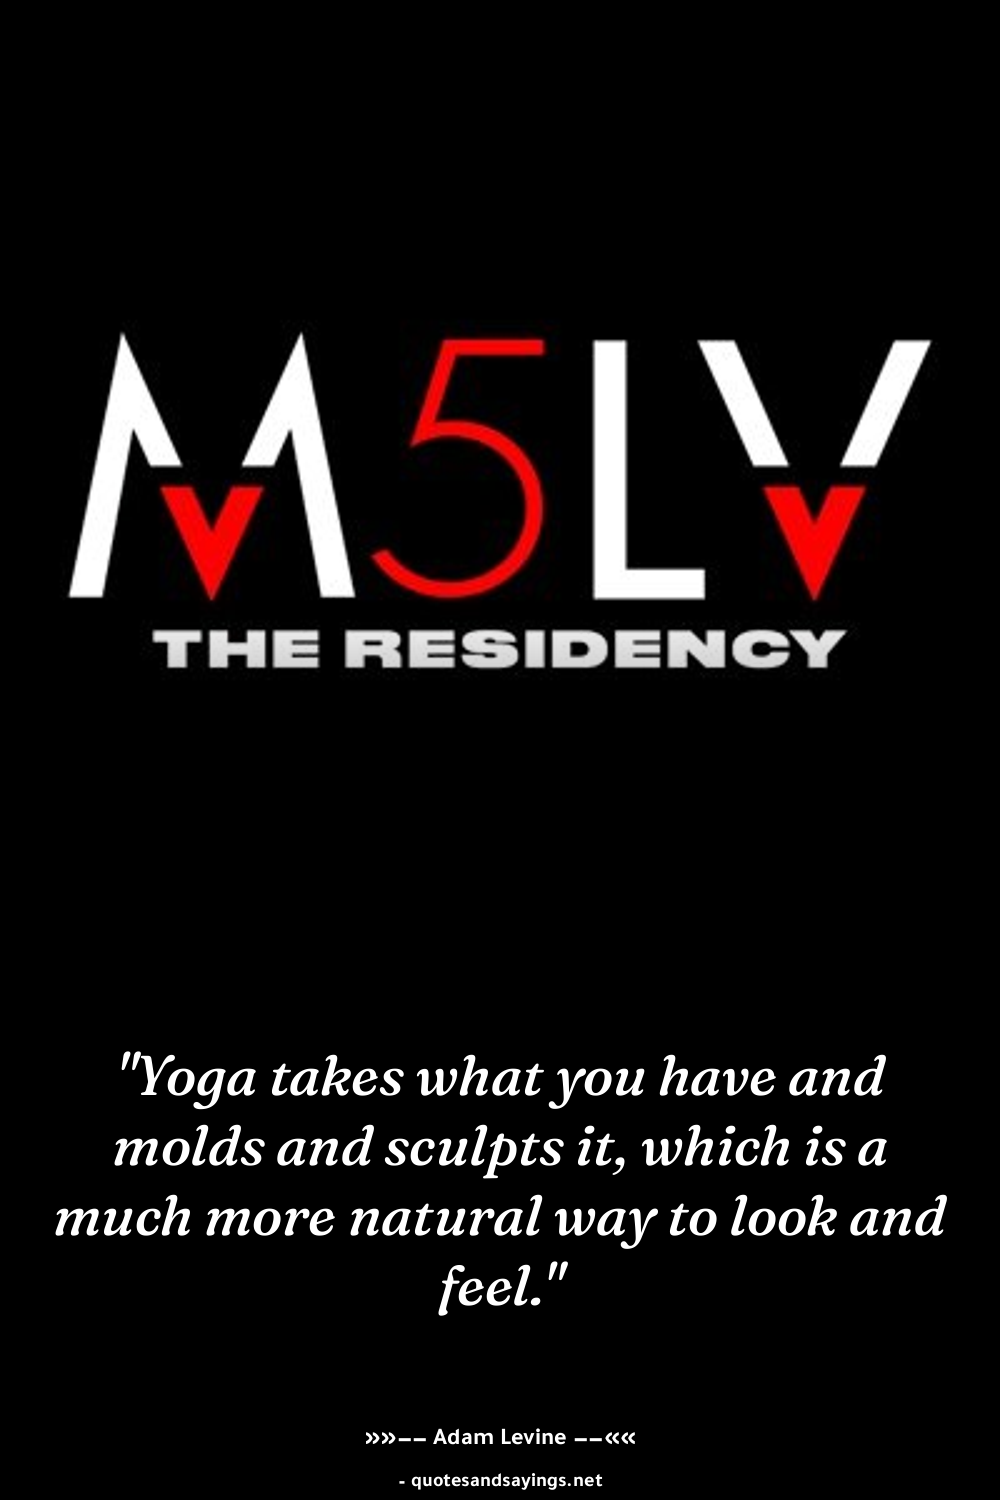 M5LV
THE RESIDENCY
"Yoga takes what you have and
molds and sculpts it, which is a
much more natural way to look and
feel."
»»−− Adam Levine −−««
- quotesandsayings.net